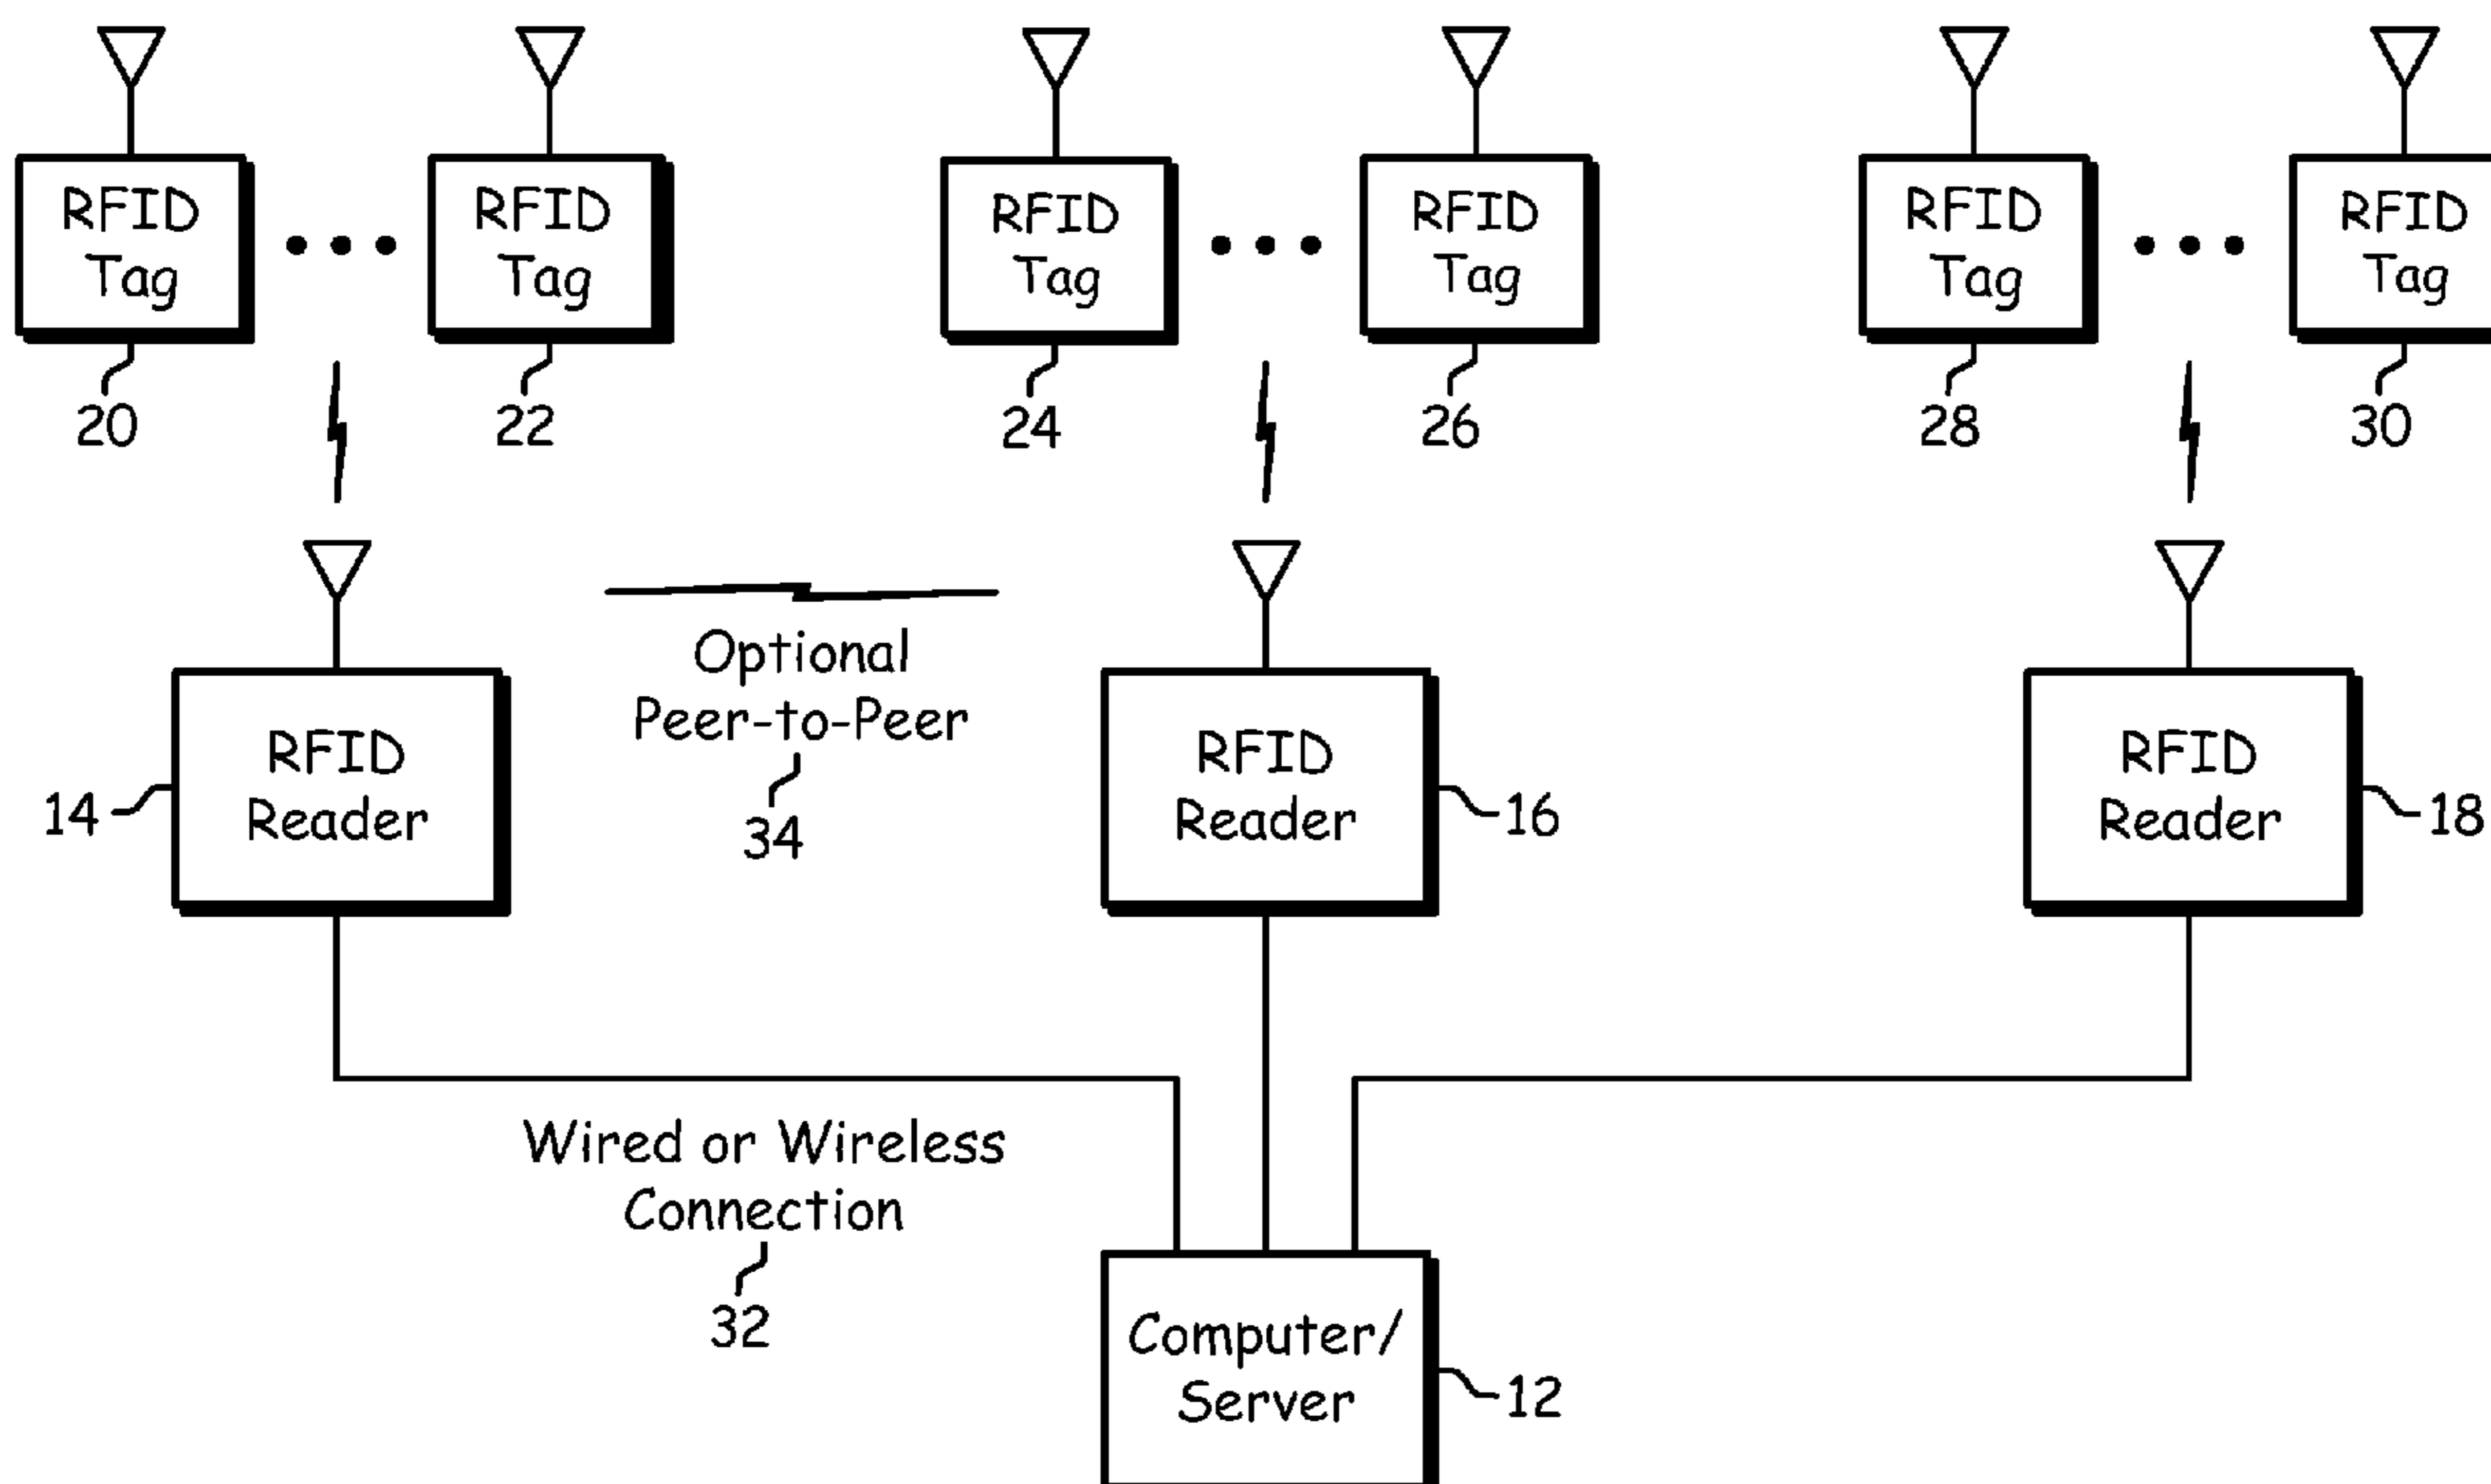 RFID
Tag
RFID
Tag
RFID
Tag
RFID
Tag
RFID
Tag
RFID
Tag
20
22
24
26
28
30
Optional
Peer-to-Peer
34
14
RFID
Reader
RFID
Reader
16
RFID
Reader
18
Wired or Wireless
Connection
32
Computer/
Server
12